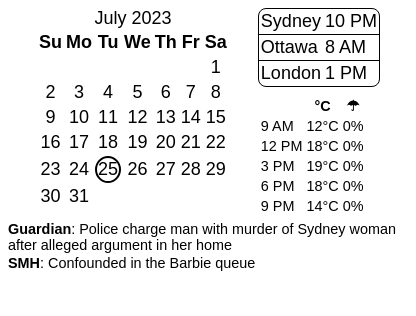 July 2023
Su Mo Tu We Th Fr Sa
1
2 3 4 5 6 7 8
9 10 11 12 13 14 15
16 17 18 19 20 21 22
23 24 25 26 27 28 29
30 31
Sydney 10 PM
Ottawa 8 AM
London 1 PM
°C ☂
9 AM 12°C 0%
12 PM 18°C 0%
3 PM 19°C 0%
6 PM 18°C 0%
9 PM 14°C 0%
Guardian: Police charge man with murder of Sydney woman
after alleged argument in her home
SMH: Confounded in the Barbie queue